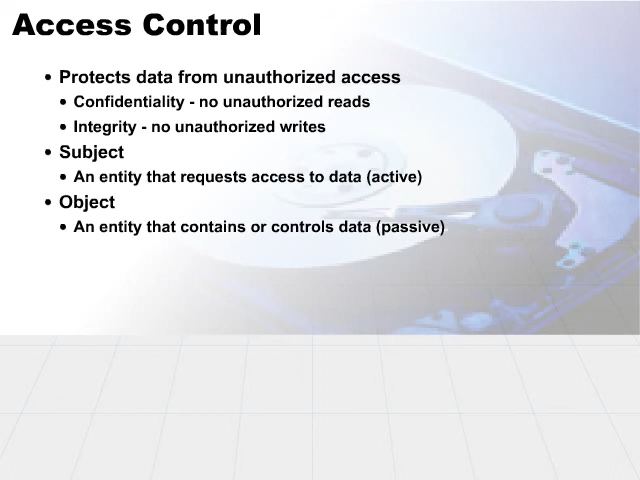 Access Control
• Protects data from unauthorized access
• Confidentiality - no unauthorized reads
• Integrity - no unauthorized writes
• Subject
• An entity that requests access to data (active)
• Object
• An entity that contains or controls data (passive)